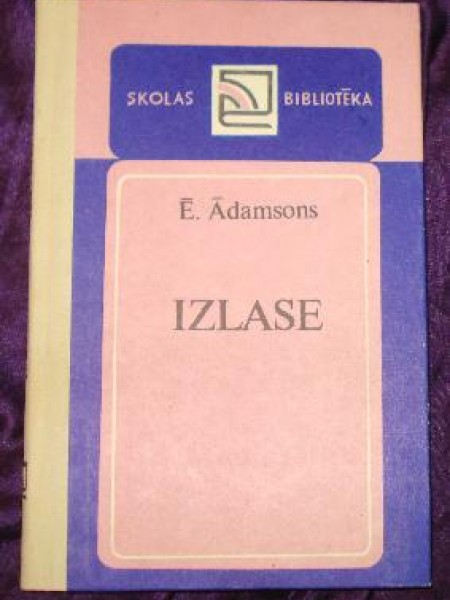 SKOLAS BIBLIOTĒKA
Ē. Ādamsons
IZLASE